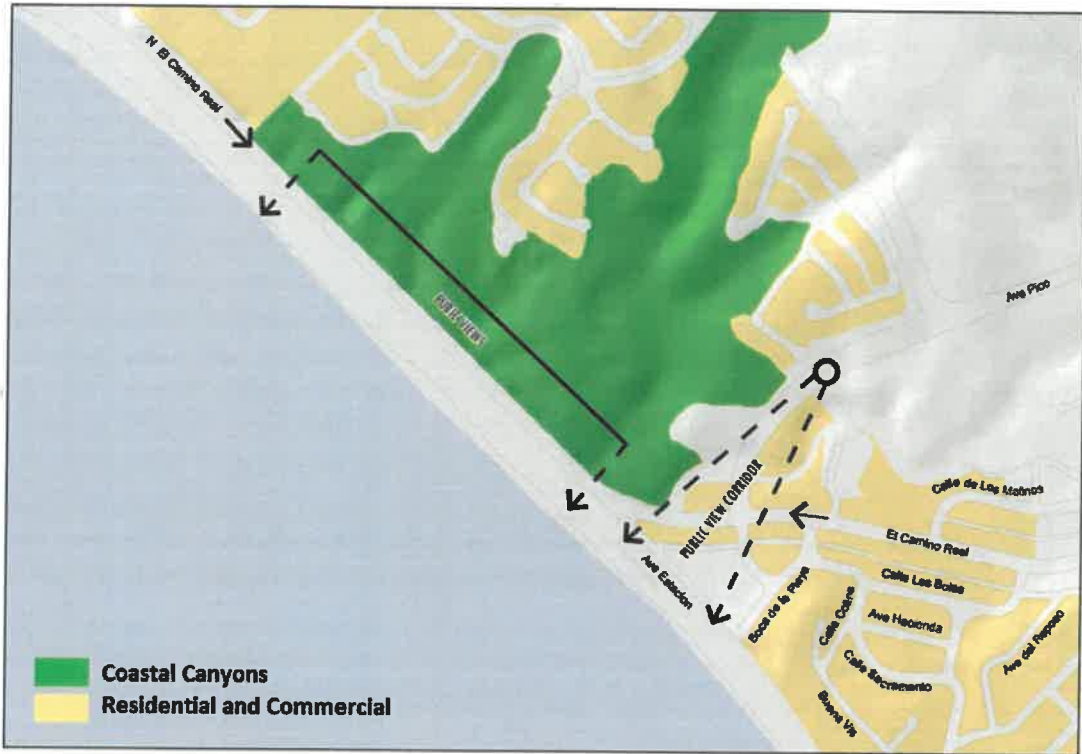 N El Camino Real
PUBLIC VIEWS
Ave Pico
PUBLIC VIEW CORRIDOR
Calle de Los Molinos
El Camino Real
Ave Estacion
Boca de la Playa
Calle Las Bolas
Calle Colina
Ave Hacienda
Ave del Reposo
Calle Sacramento
Buena Vis
Coastal Canyons
Residential and Commercial